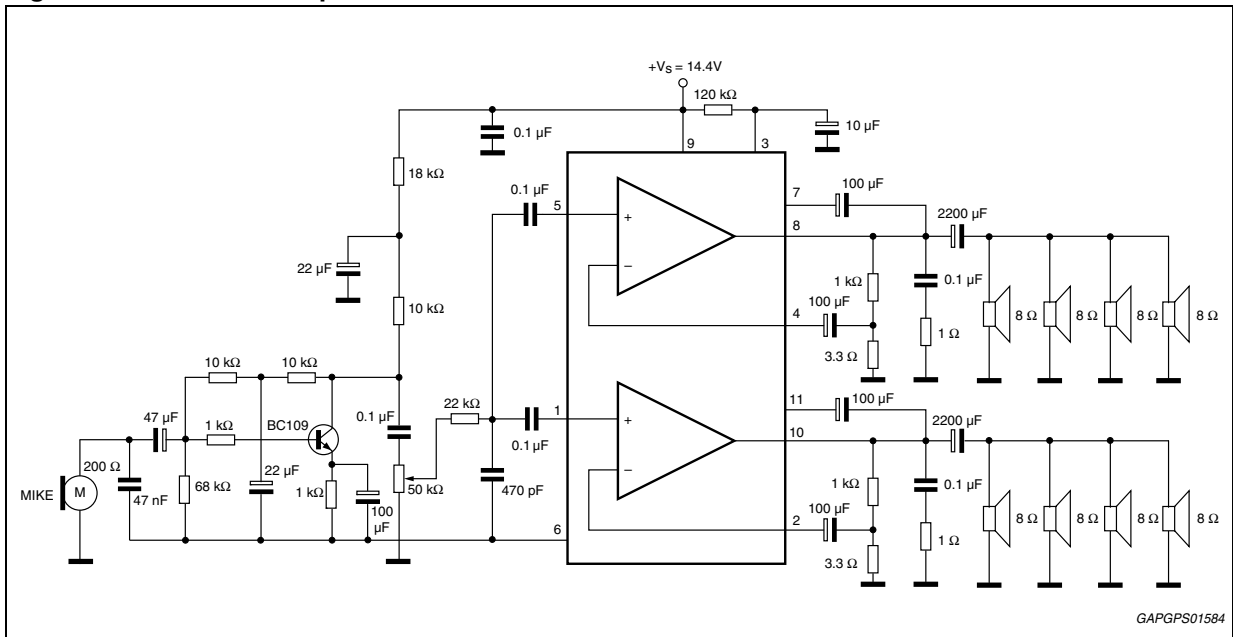 +VS = 14.4V
120 kΩ
0.1 µF
10 µF
9
3
18 kΩ
0.1 µF
5
7
100 µF
8
2200 µF
+
–
22 µF
10 kΩ
1 kΩ
0.1 µF
100 µF
4
8 Ω
8 Ω
8 Ω
8 Ω
1 Ω
3.3 Ω
10 kΩ
10 kΩ
22 kΩ
1
0.1 µF
11
100 µF
10
2200 µF
+
–
47 µF
1 kΩ
BC109
0.1 µF
200 Ω
MIKE
M
47 nF
68 kΩ
22 µF
1 kΩ
100 µF
50 kΩ
470 pF
6
1 kΩ
0.1 µF
100 µF
2
8 Ω
8 Ω
8 Ω
8 Ω
1 Ω
3.3 Ω
GAPGPS01584